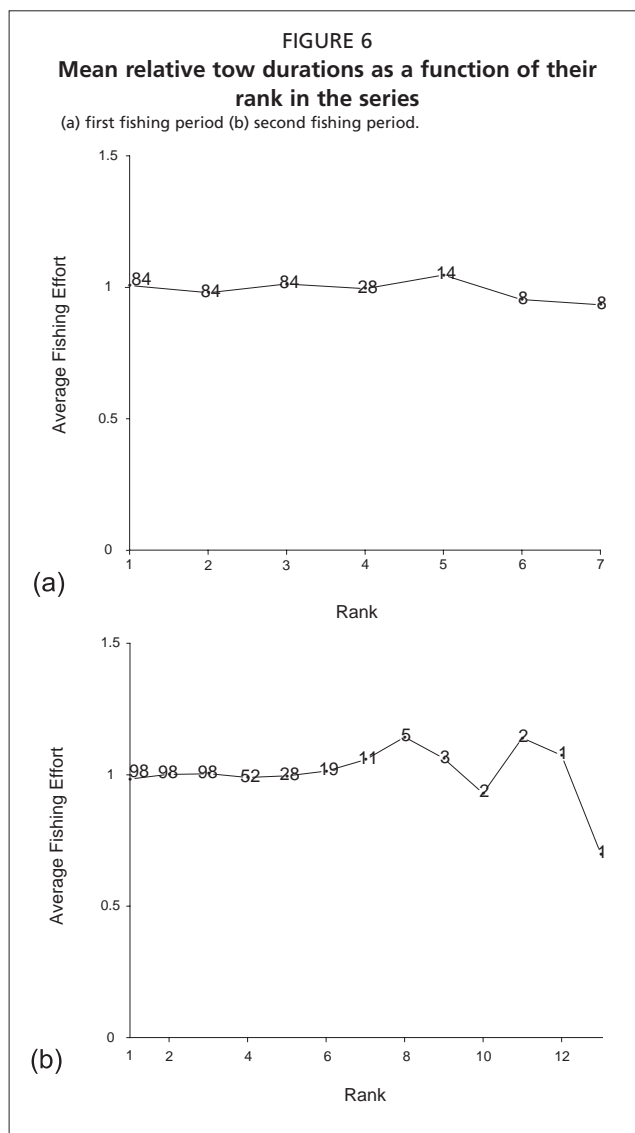 FIGURE 6
Mean relative tow durations as a function of their
rank in the series
(a) first fishing period (b) second fishing period.
1.5
1
0.5
0
Average Fishing Effort
84
84
84
28
14
8
8
1 2 3 4 5 6 7
(a)
Rank
1.5
1
0.5
0
Average Fishing Effort
98
98
98
52
28
19
11
5
3
2
2
1
1
1 2 4 6 8 10 12
(b)
Rank